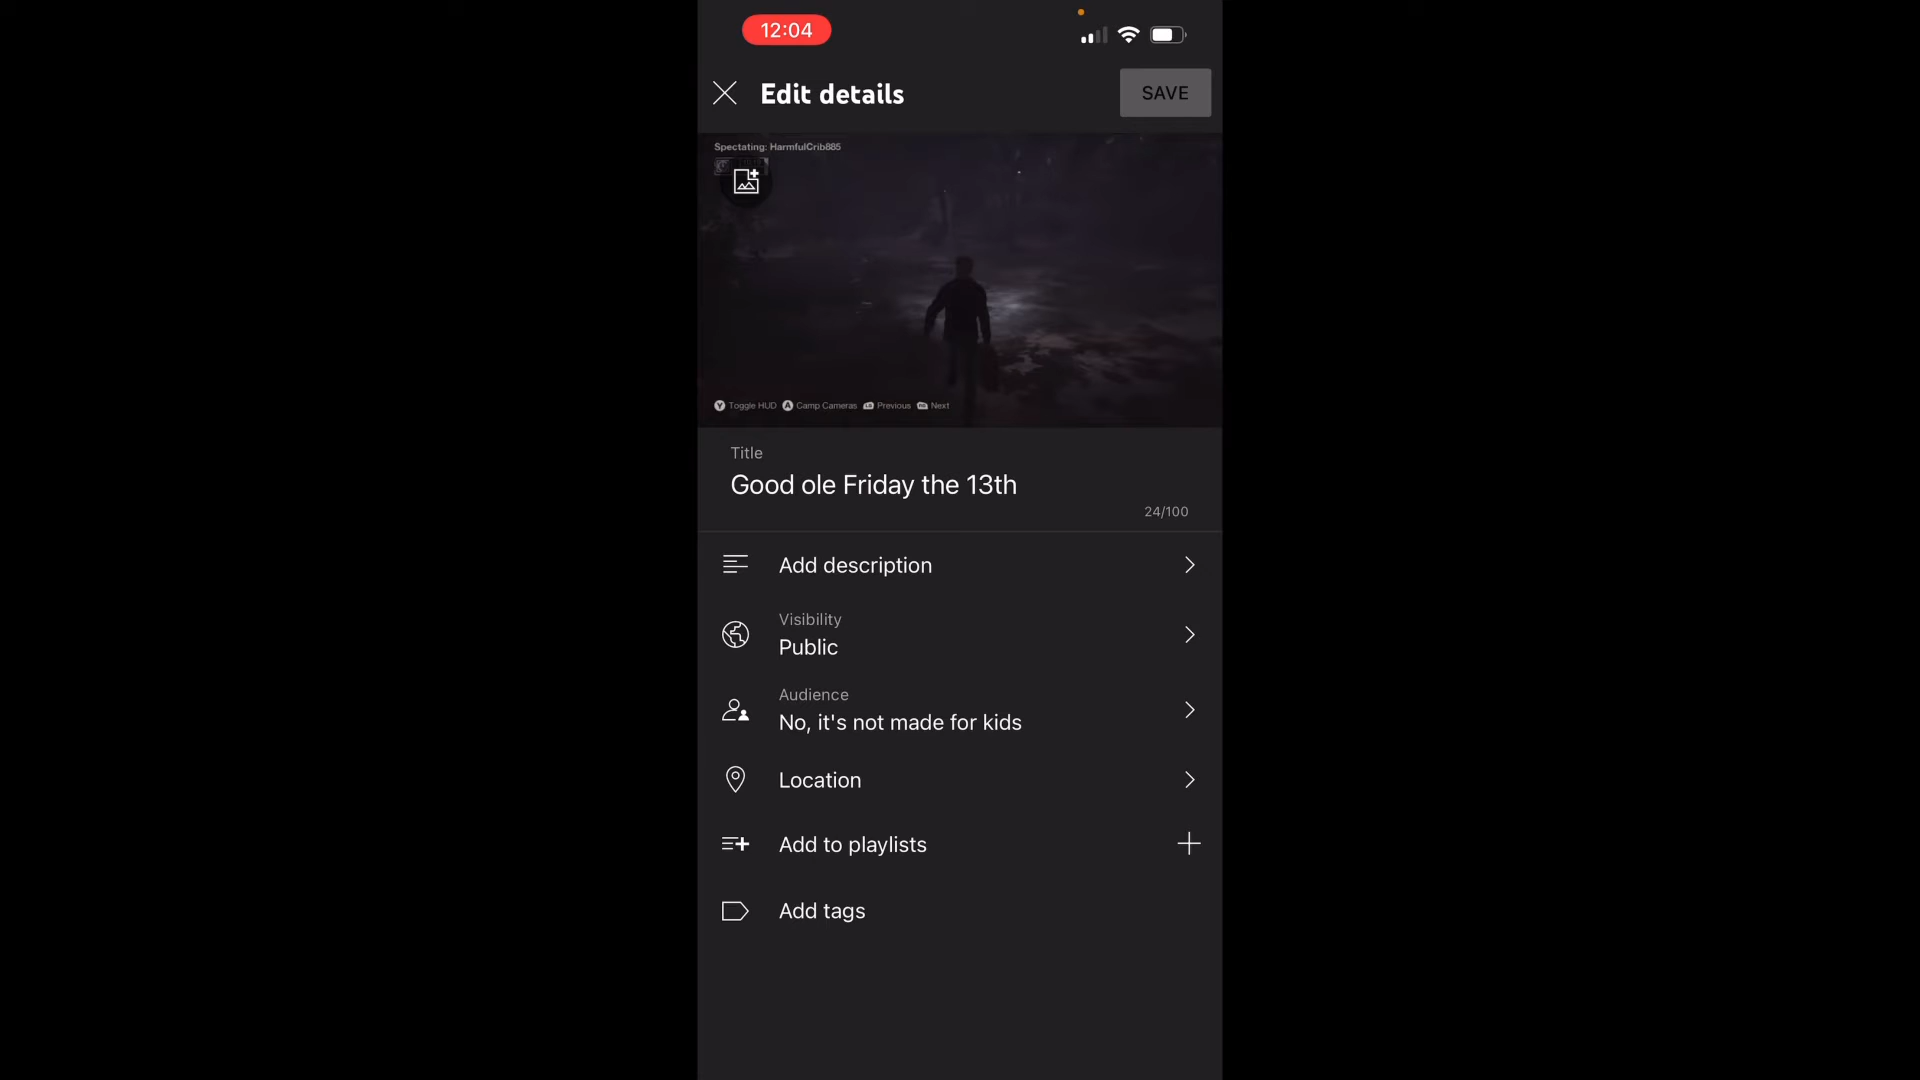 12:04
Edit details
SAVE
Spectating: HarmfulCrib885
Y Toggle HUD A Camp Cameras LB Previous RB Next
Title
Good ole Friday the 13th
24/100
Add description
Visibility
Public
Audience
No, it's not made for kids
Location
Add to playlists
Add tags